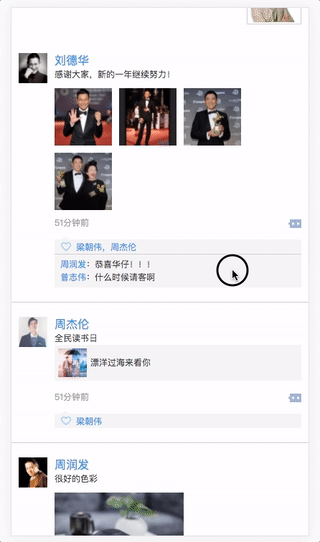 刘德华
感谢大家，新的一年继续努力！
51分钟前
梁朝伟，周杰伦
周润发：恭喜华仔！！！
曾志伟：什么时候请客啊
周杰伦
全民读书日
漂洋过海来看你
51分钟前
梁朝伟
周润发
很好的色彩